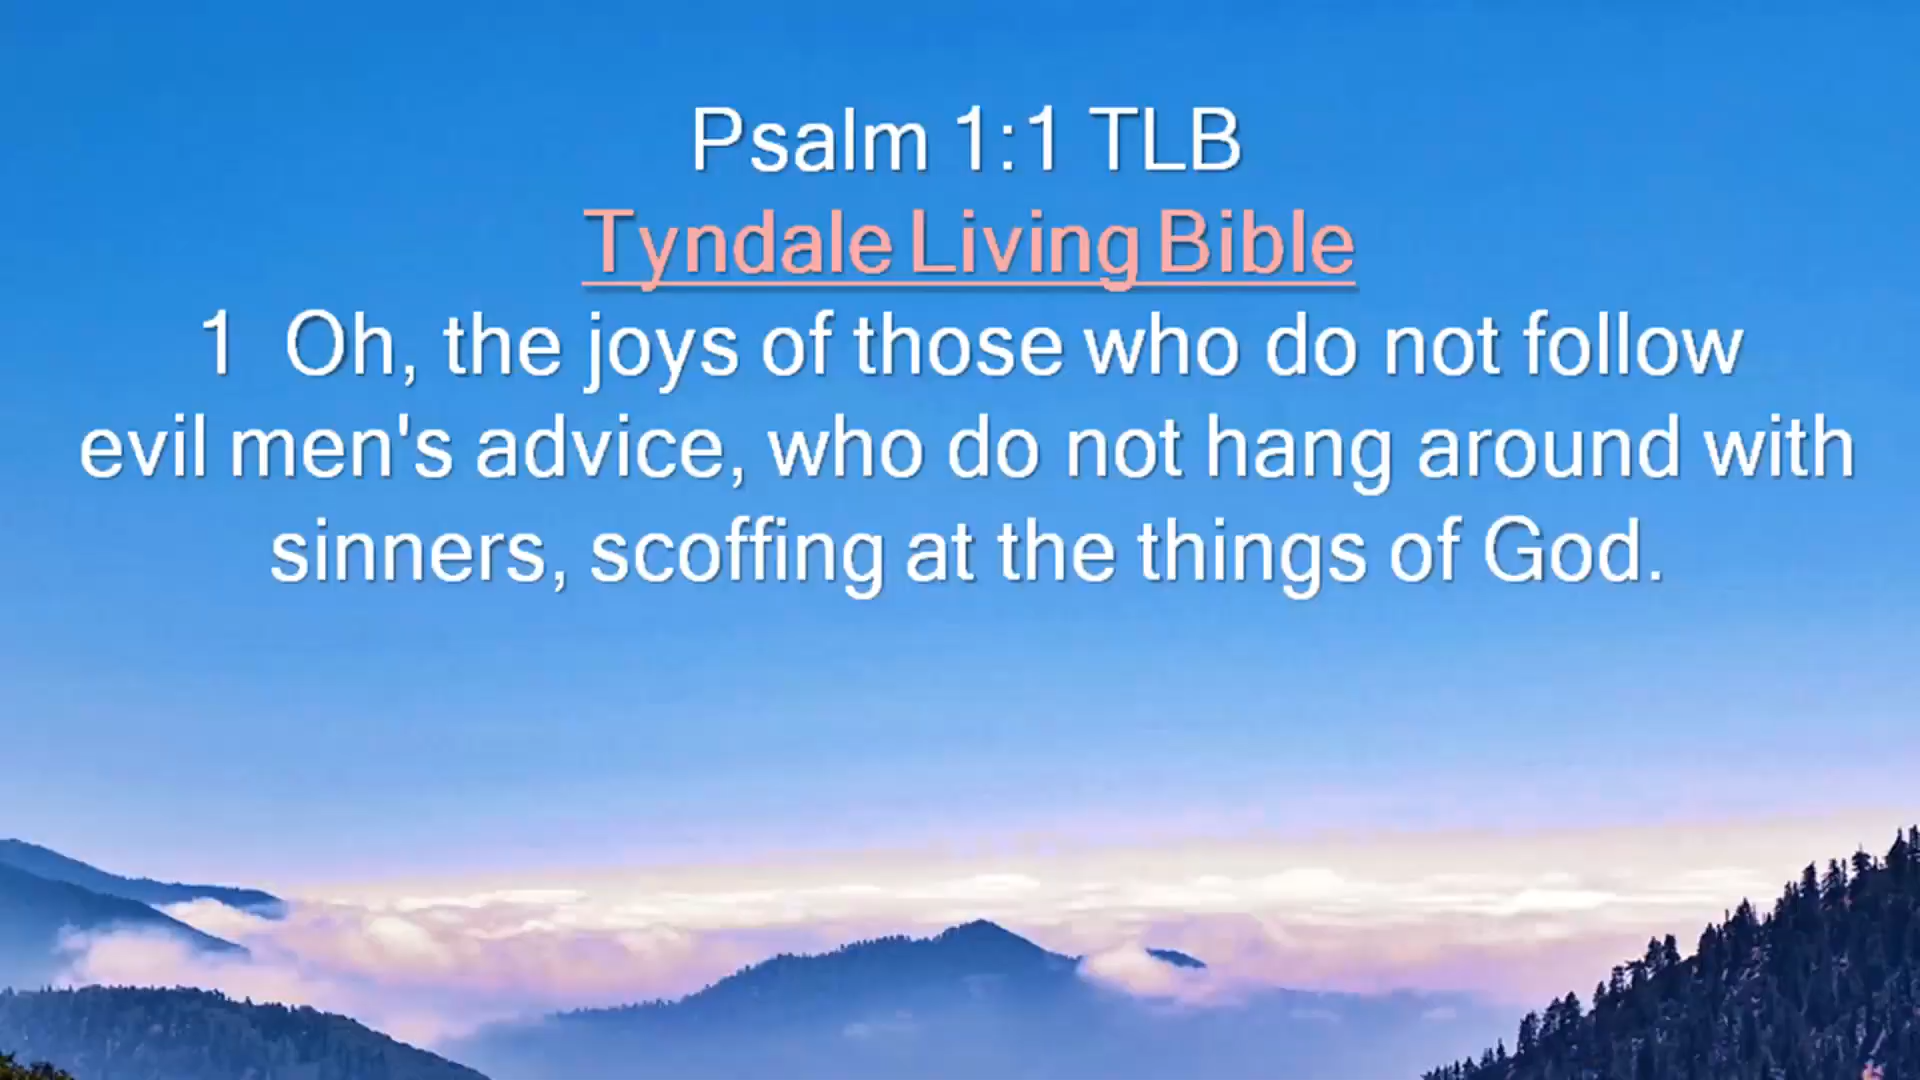 Psalm 1:1 TLB
Tyndale Living Bible
1 Oh, the joys of those who do not follow
evil men's advice, who do not hang around with
sinners, scoffing at the things of God.